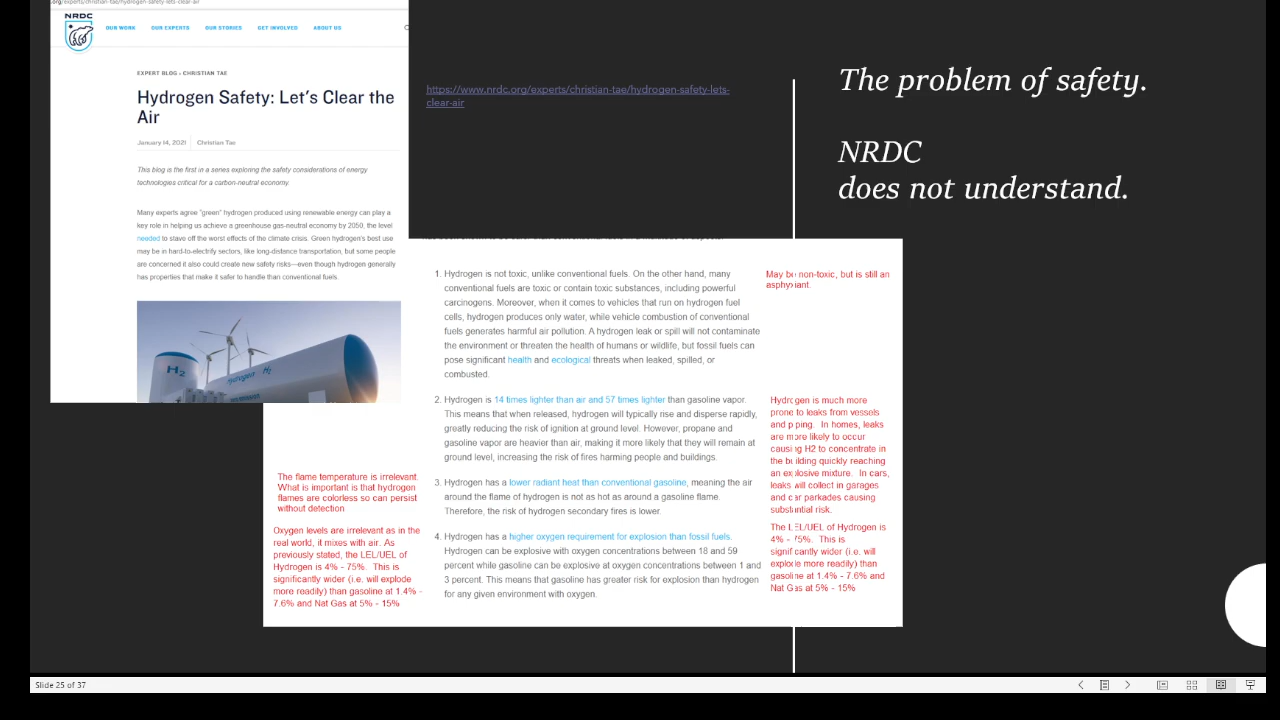 .org/experts/christian-tae/hydrogen-safety-lets-clear-air
NRDC
OUR WORK
OUR EXPERTS
OUR STORIES
GET INVOLVED
ABOUT US
EXPERT BLOG › CHRISTIAN TAE
Hydrogen Safety: Let's Clear the
Air
January 14, 2021
Christian Tae
This blog is the first in a series exploring the safety considerations of energy
technologies critical for a carbon-neutral economy.
Many experts agree "green" hydrogen produced using renewable energy can play a
key role in helping us achieve a greenhouse gas-neutral economy by 2050, the level
needed to stave off the worst effects of the climate crisis. Green hydrogen's best use
may be in hard-to-electrify sectors, like long-distance transportation, but some people
are concerned it also could create new safety risks—even though hydrogen generally
has properties that make it safer to handle than conventional fuels.
H2
Hydrogen H2
https://www.nrdc.org/experts/christian-tae/hydrogen-safety-lets-
clear-air
The problem of safety.
NRDC
does not understand.
1. Hydrogen is not toxic, unlike conventional fuels. On the other hand, many
conventional fuels are toxic or contain toxic substances, including powerful
carcinogens. Moreover, when it comes to vehicles that run on hydrogen fuel
cells, hydrogen produces only water, while vehicle combustion of conventional
fuels generates harmful air pollution. A hydrogen leak or spill will not contaminate
the environment or threaten the health of humans or wildlife, but fossil fuels can
pose significant health and ecological threats when leaked, spilled, or
combusted.
2. Hydrogen is 14 times lighter than air and 57 times lighter than gasoline vapor.
This means that when released, hydrogen will typically rise and disperse rapidly,
greatly reducing the risk of ignition at ground level. However, propane and
gasoline vapor are heavier than air, making it more likely that they will remain at
ground level, increasing the risk of fires harming people and buildings.
3. Hydrogen has a lower radiant heat than conventional gasoline, meaning the air
around the flame of hydrogen is not as hot as around a gasoline flame.
Therefore, the risk of hydrogen secondary fires is lower.
4. Hydrogen has a higher oxygen requirement for explosion than fossil fuels.
Hydrogen can be explosive with oxygen concentrations between 18 and 59
percent while gasoline can be explosive at oxygen concentrations between 1 and
3 percent. This means that gasoline has greater risk for explosion than hydrogen
for any given environment with oxygen.
May be non-toxic, but is still an
asphyxiant.
Hydrogen is much more
prone to leaks from vessels
and piping. In homes, leaks
are more likely to occur
causing H2 to concentrate in
the building quickly reaching
an explosive mixture. In cars,
leaks will collect in garages
and car parkades causing
substantial risk.
The LEL/UEL of Hydrogen is
4% - 75%. This is
significantly wider (i.e. will
explode more readily) than
gasoline at 1.4% - 7.6% and
Nat Gas at 5% - 15%
The flame temperature is irrelevant.
What is important is that hydrogen
flames are colorless so can persist
without detection
Oxygen levels are irrelevant as in the
real world, it mixes with air. As
previously stated, the LEL/UEL of
Hydrogen is 4% - 75%. This is
significantly wider (i.e. will explode
more readily) than gasoline at 1.4% -
7.6% and Nat Gas at 5% - 15%
Slide 25 of 37